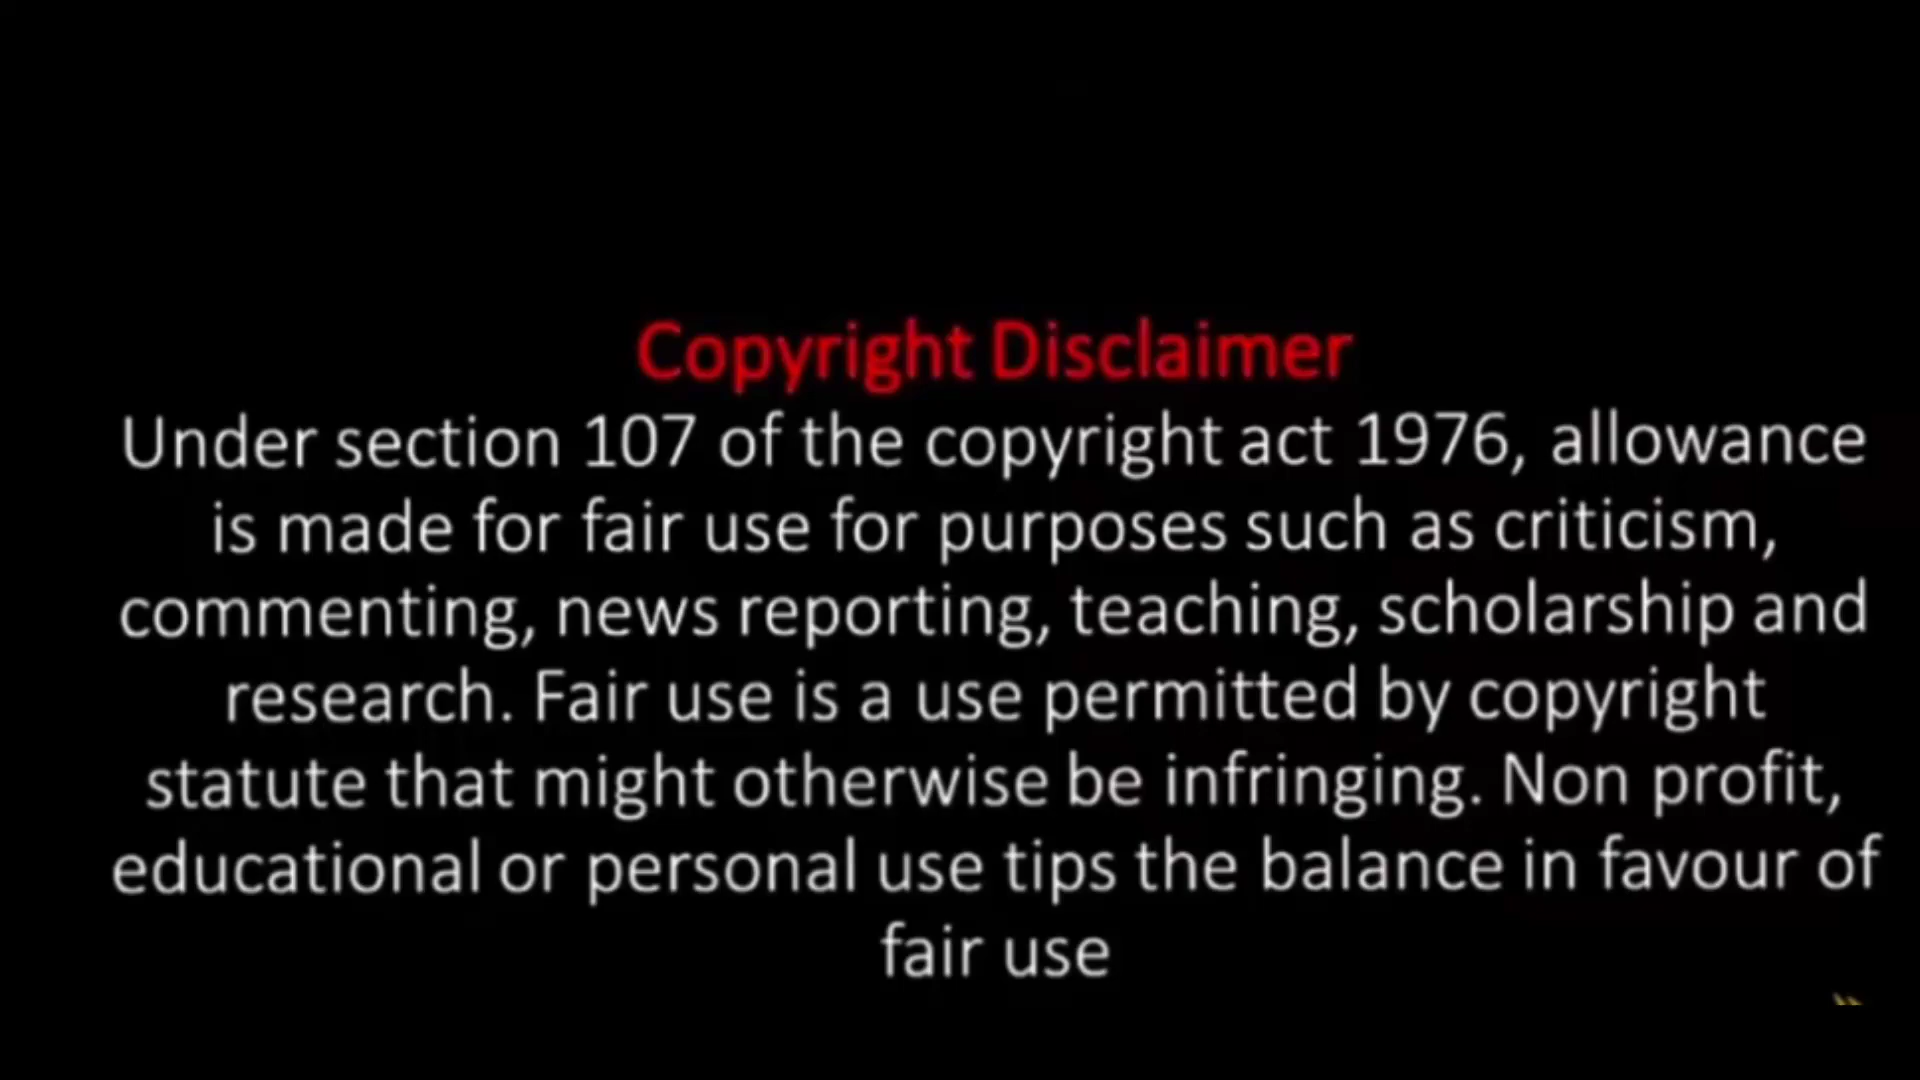 Copyright Disclaimer
Under section 107 of the copyright act 1976, allowance
is made for fair use for purposes such as criticism,
commenting, news reporting, teaching, scholarship and
research. Fair use is a use permitted by copyright
statute that might otherwise be infringing. Non profit,
educational or personal use tips the balance in favour of
fair use